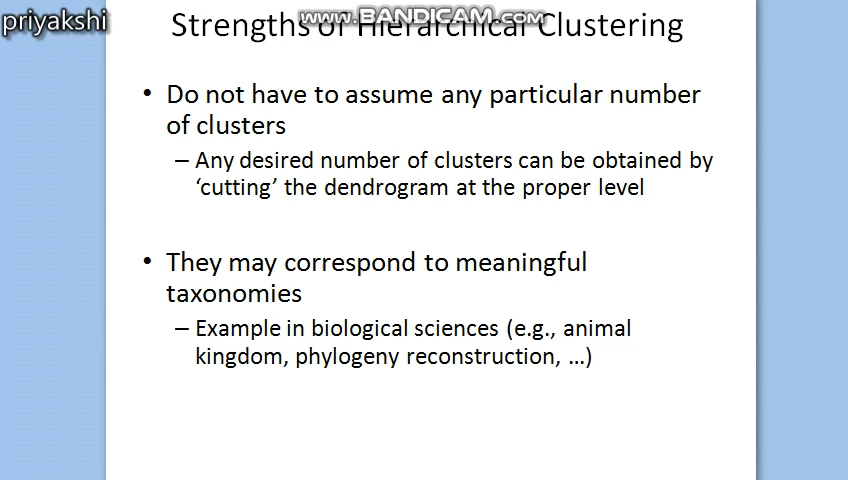 priyakshi
www.BANDICAM.com
Strengths of Hierarchical Clustering
• Do not have to assume any particular number
of clusters
– Any desired number of clusters can be obtained by
‘cutting’ the dendrogram at the proper level
• They may correspond to meaningful
taxonomies
– Example in biological sciences (e.g., animal
kingdom, phylogeny reconstruction, …)